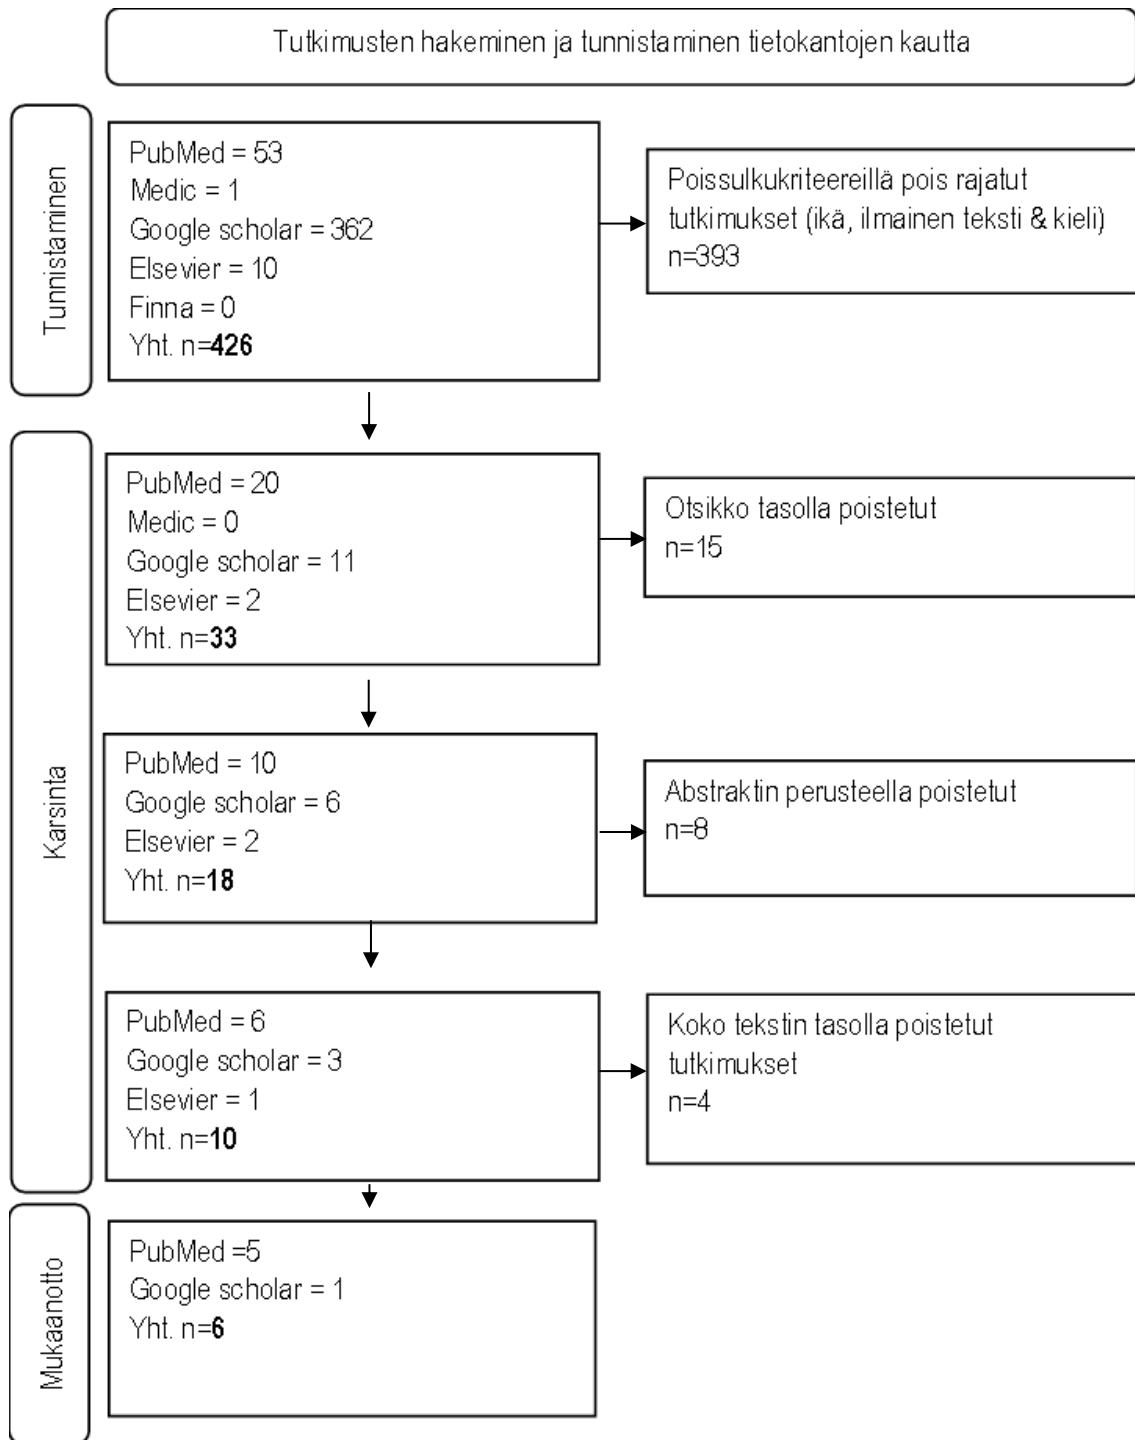 Tutkimusten hakeminen ja tunnistaminen tietokantojen kautta
Tunnistaminen
PubMed = 53
Medic = 1
Google scholar = 362
Elsevier = 10
Finna = 0
Yht. n=426
Poissulkukriteereillä pois rajatut
tutkimukset (ikä, ilmainen teksti & kieli)
n=393
Karsinta
PubMed = 20
Medic = 0
Google scholar = 11
Elsevier = 2
Yht. n=33
Otsikko tasolla poistetut
n=15
PubMed = 10
Google scholar = 6
Elsevier = 2
Yht. n=18
Abstraktin perusteella poistetut
n=8
PubMed = 6
Google scholar = 3
Elsevier = 1
Yht. n=10
Koko tekstin tasolla poistetut
tutkimukset
n=4
Mukaanotto
PubMed =5
Google scholar = 1
Yht. n=6